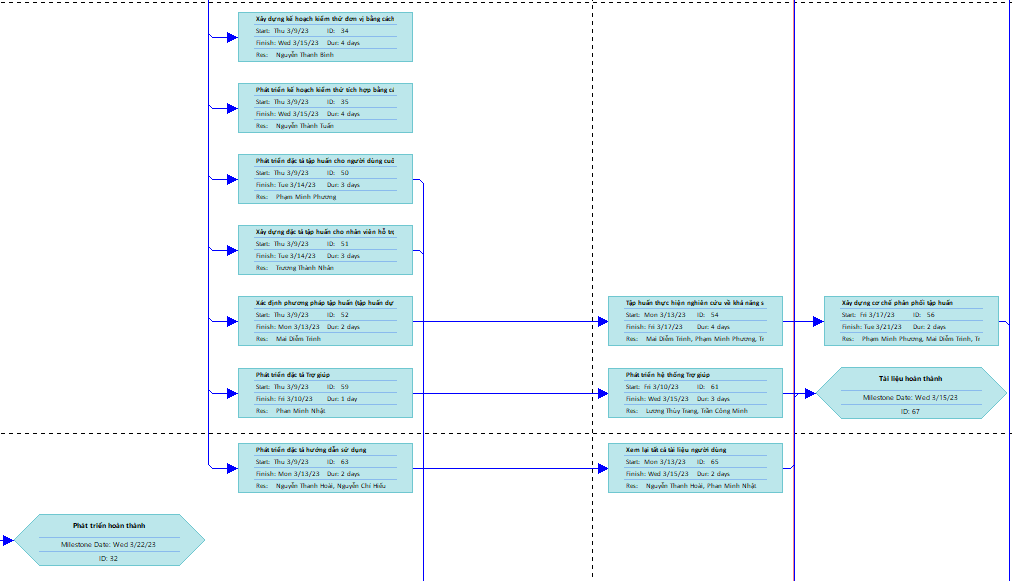 Xây dựng kế hoạch kiểm thử đơn vị bằng cách
Start: Thu 3/9/23 ID: 34
Finish: Wed 3/15/23 Dur: 4 days
Res: Nguyễn Thanh Bình
Phát triển kế hoạch kiểm thử tích hợp bằng cá
Start: Thu 3/9/23 ID: 35
Finish: Wed 3/15/23 Dur: 4 days
Res: Nguyễn Thành Tuấn
Phát triển đặc tả tập huấn cho người dùng cuố
Start: Thu 3/9/23 ID: 50
Finish: Tue 3/14/23 Dur: 3 days
Res: Phạm Minh Phương
Xây dựng đặc tả tập huấn cho nhân viên hỗ trợ
Start: Thu 3/9/23 ID: 51
Finish: Tue 3/14/23 Dur: 3 days
Res: Trương Thành Nhân
Xác định phương pháp tập huấn (tập huấn dự
Start: Thu 3/9/23 ID: 52
Finish: Mon 3/13/23 Dur: 2 days
Res: Mai Diễm Trinh
Tập huấn thực hiện nghiên cứu về khả năng s
Start: Mon 3/13/23 ID: 54
Finish: Fri 3/17/23 Dur: 4 days
Res: Mai Diễm Trinh, Phạm Minh Phương, Tr
Xây dựng cơ chế phân phối tập huấn
Start: Fri 3/17/23 ID: 56
Finish: Tue 3/21/23 Dur: 2 days
Res: Phạm Minh Phương, Mai Diễm Trinh, Tr
Phát triển đặc tả Trợ giúp
Start: Thu 3/9/23 ID: 59
Finish: Fri 3/10/23 Dur: 1 day
Res: Phan Minh Nhật
Phát triển hệ thống Trợ giúp
Start: Fri 3/10/23 ID: 61
Finish: Wed 3/15/23 Dur: 3 days
Res: Lương Thùy Trang, Trần Công Minh
Tài liệu hoàn thành
Milestone Date: Wed 3/15/23
ID: 67
Phát triển đặc tả hướng dẫn sử dụng
Start: Thu 3/9/23 ID: 63
Finish: Mon 3/13/23 Dur: 2 days
Res: Nguyễn Thanh Hoài, Nguyễn Chí Hiếu
Xem lại tất cả tài liệu người dùng
Start: Mon 3/13/23 ID: 65
Finish: Wed 3/15/23 Dur: 2 days
Res: Nguyễn Thanh Hoài, Phan Minh Nhật
Phát triển hoàn thành
Milestone Date: Wed 3/22/23
ID: 32